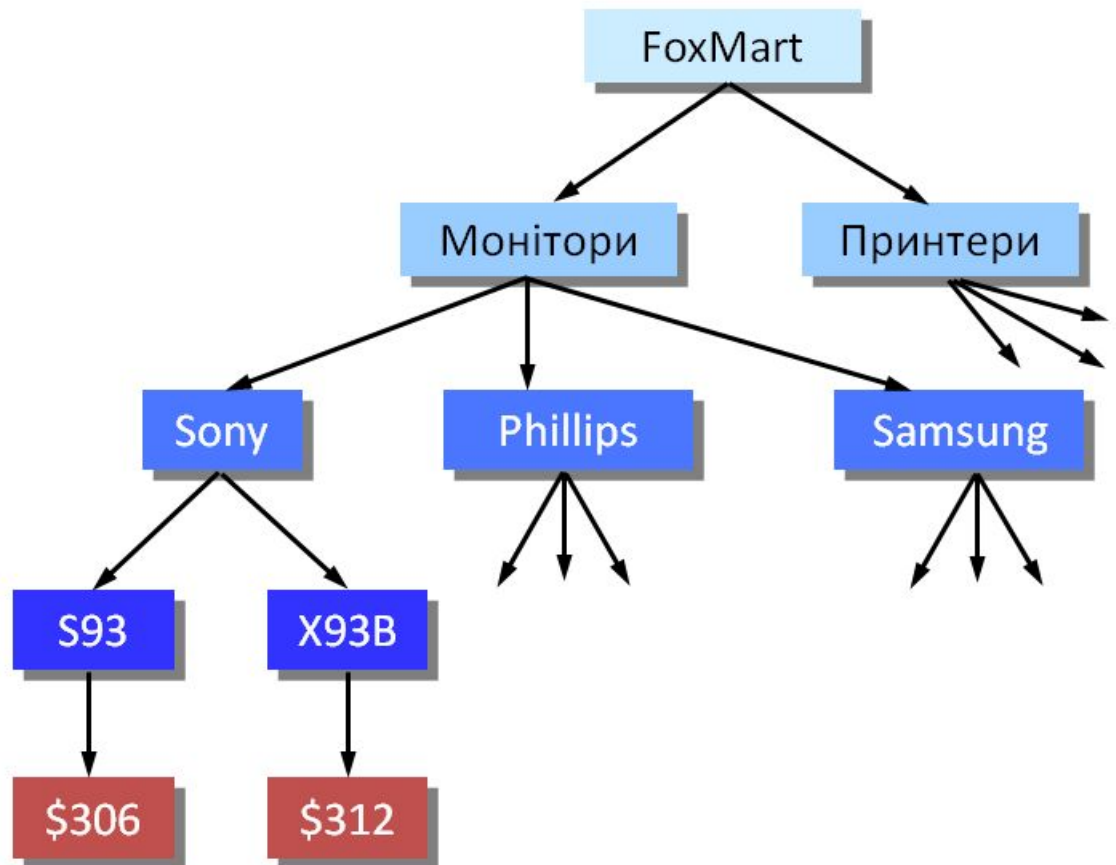 FoxMart
Монітори
Принтери
Sony
Phillips
Samsung
S93
X93B
$306
$312